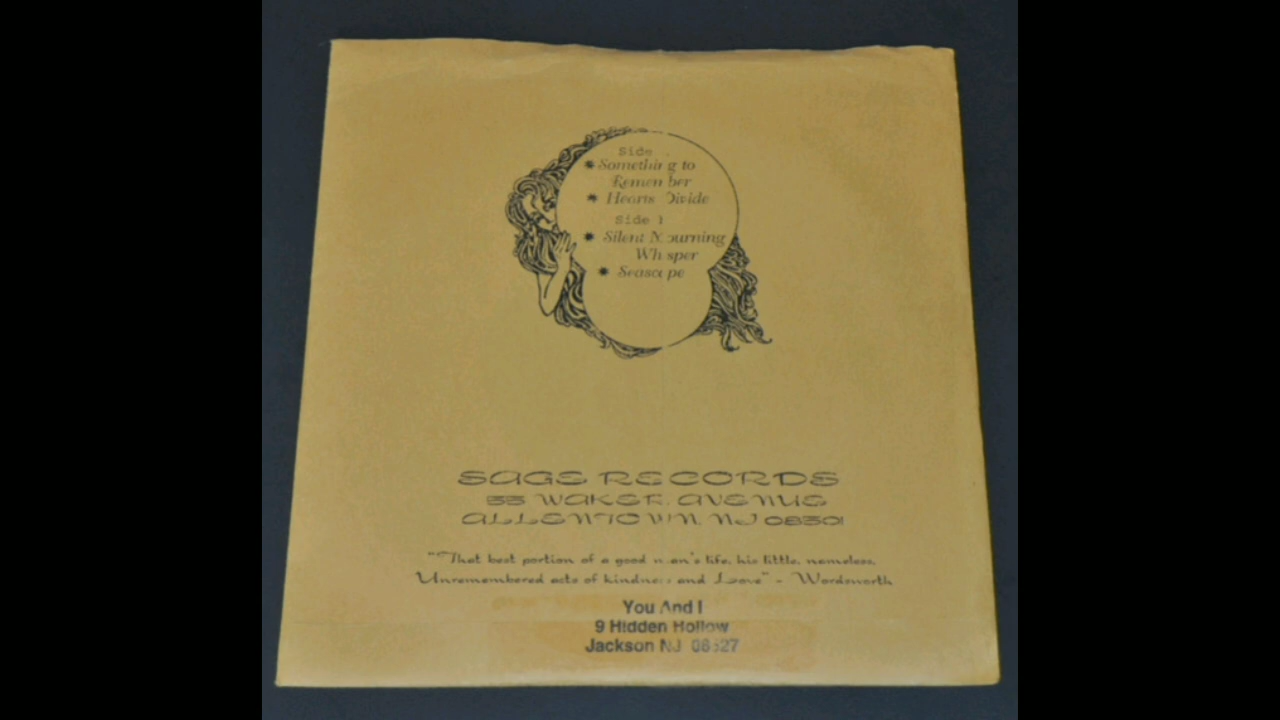 Side
Something to
Remember
Hearts Divide
Side
Silent Mourning
Whisper
Seascape
SAGE RECORDS
33 WAKER AVENUE
ALLENTOWN, NJ 08501
"That best portion of a good man's life, his little, nameless,
Unremembered acts of kindness and Love" - Wordsworth
You And I
9 Hidden Hollow
Jackson NJ